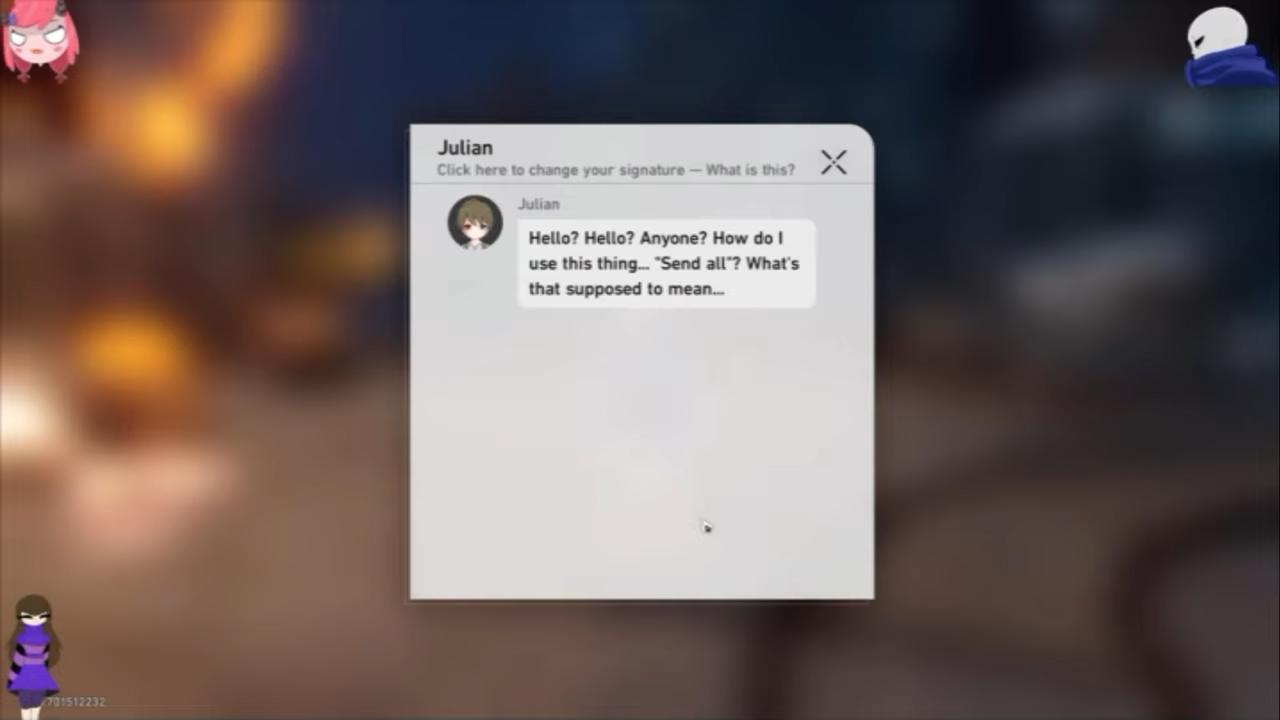 Julian
Click here to change your signature — What is this?
Julian
Hello? Hello? Anyone? How do I
use this thing... "Send all"? What's
that supposed to mean...
701512232